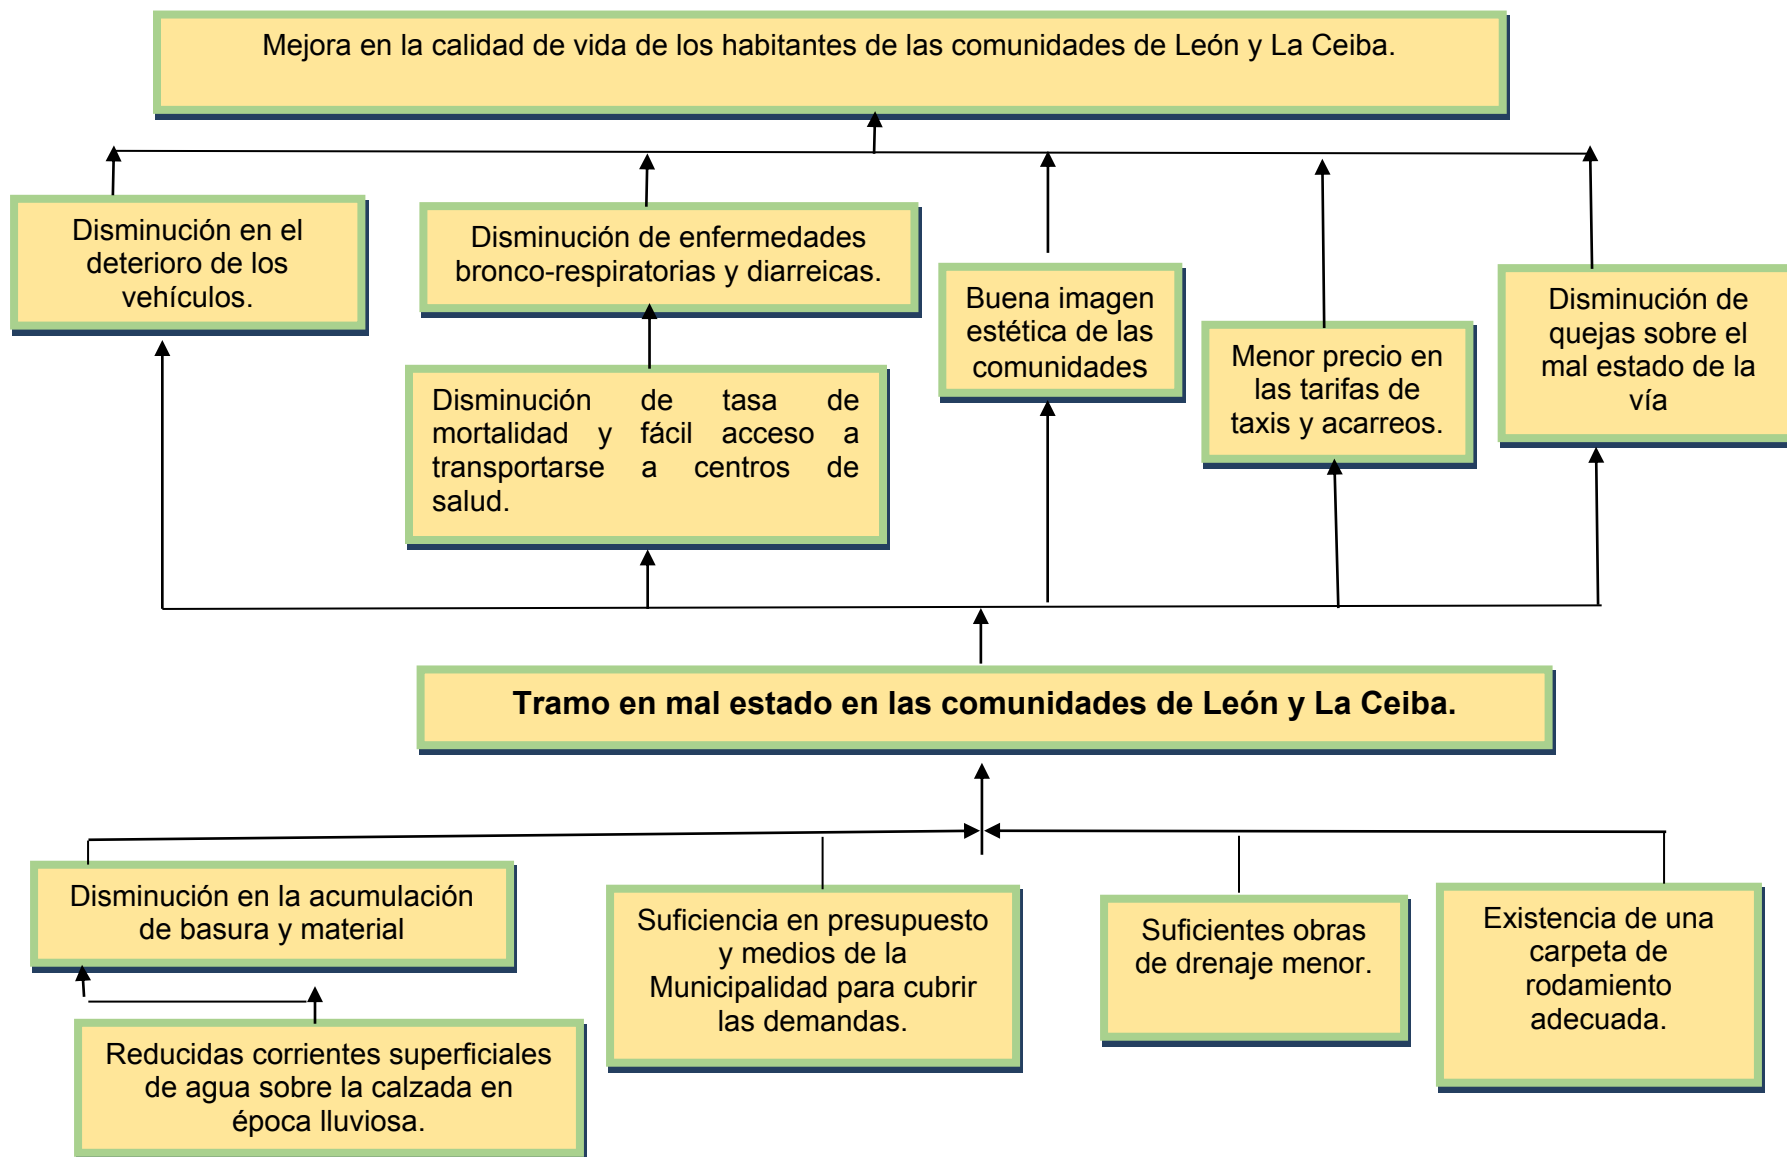 Mejora en la calidad de vida de los habitantes de las comunidades de León y La Ceiba.
Disminución en el
deterioro de los
vehículos.
Disminución de enfermedades
bronco-respiratorias y diarreicas.
Buena imagen
estética de las
comunidades
Menor precio en
las tarifas de
taxis y acarreos.
Disminución de
quejas sobre el
mal estado de la
vía
Disminución de tasa de
mortalidad y fácil acceso a
transportarse a centros de
salud.
Tramo en mal estado en las comunidades de León y La Ceiba.
Disminución en la acumulación
de basura y material
Suficiencia en presupuesto
y medios de la
Municipalidad para cubrir
las demandas.
Suficientes obras
de drenaje menor.
Existencia de una
carpeta de
rodamiento
adecuada.
Reducidas corrientes superficiales
de agua sobre la calzada en
época lluviosa.